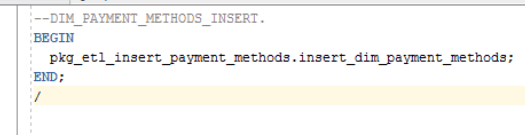 --DIM_PAYMENT_METHODS_INSERT.
BEGIN
pkg_etl_insert_payment_methods.insert_dim_payment_methods;
END;
/